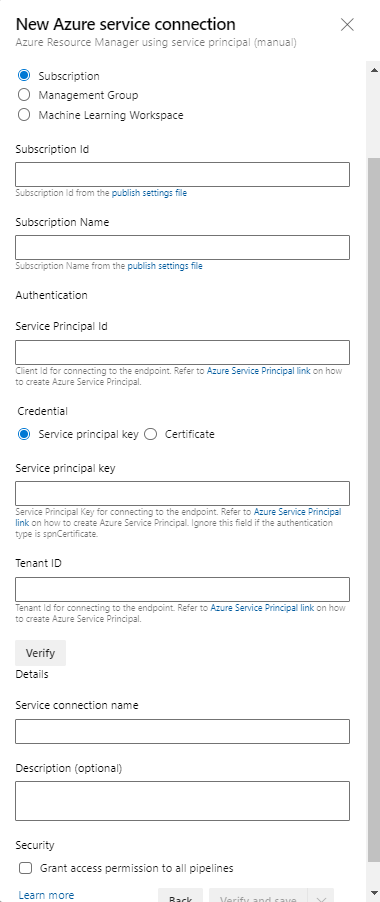 New Azure service connection
Azure Resource Manager using service principal (manual)
Subscription
Management Group
Machine Learning Workspace
Subscription Id
Subscription Id from the publish settings file
Subscription Name
Subscription Name from the publish settings file
Authentication
Service Principal Id
Client Id for connecting to the endpoint. Refer to Azure Service Principal link on how
to create Azure Service Principal.
Credential
Service principal key Certificate
Service principal key
Service Principal Key for connecting to the endpoint. Refer to Azure Service Principal
link on how to create Azure Service Principal. Ignore this field if the authentication
type is spnCertificate.
Tenant ID
Tenant Id for connecting to the endpoint. Refer to Azure Service Principal link on how
to create Azure Service Principal.
Verify
Details
Service connection name
Description (optional)
Security
Grant access permission to all pipelines
Learn more Back Verify and save